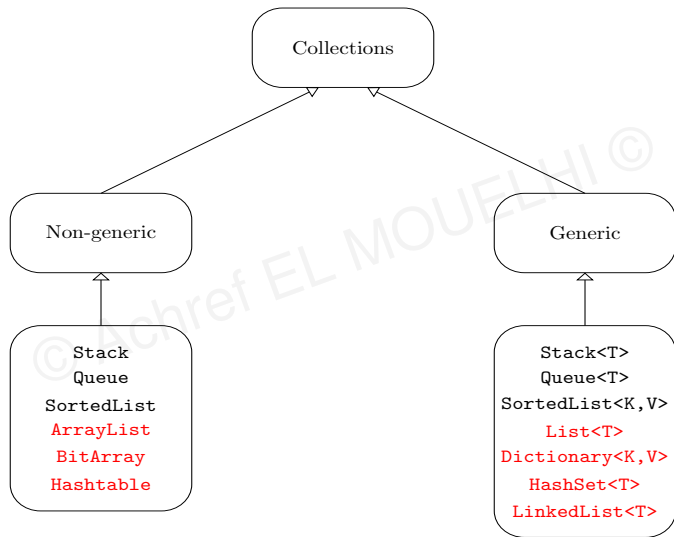 Collections
Non-generic
Generic
© Achref EL MOUELHI ©
Stack
Queue
SortedList
ArrayList
BitArray
Hashtable
Stack<T>
Queue<T>
SortedList<K,V>
List<T>
Dictionary<K,V>
HashSet<T>
LinkedList<T>